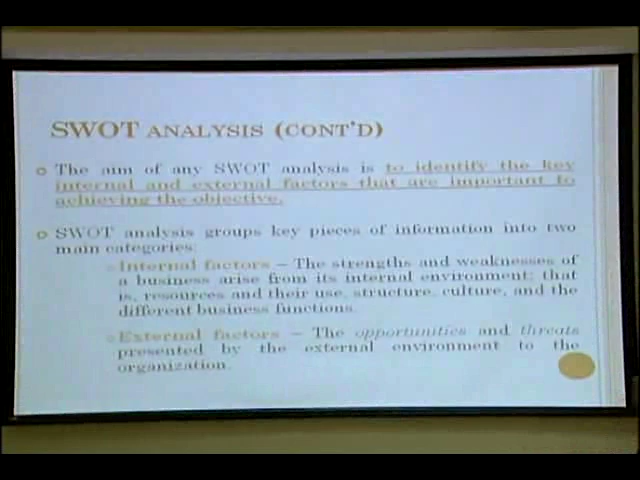 SWOT ANALYSIS (CONT'D)
The aim of any SWOT analysis is to identify the key
internal and external factors that are important to
achieving the objective.
SWOT analysis groups key pieces of information into two
main categories:
Internal factors – The strengths and weaknesses of
a business arise from its internal environment; that
is, resources and their use, structure, culture, and the
different business functions.
External factors – The opportunities and threats
presented by the external environment to the
organization.